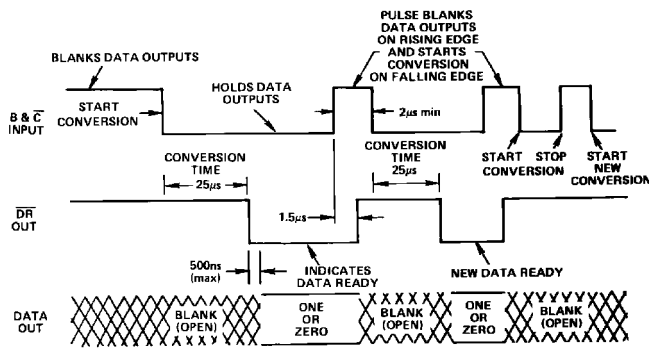 PULSE BLANKS
DATA OUTPUTS
ON RISING EDGE
AND STARTS
CONVERSION
ON FALLING EDGE
BLANKS DATA OUTPUTS
HOLDS DATA
OUTPUTS
B & C̅
INPUT
START
CONVERSION
2μs min
START
CONVERSION
STOP
START
NEW
CONVERSION
CONVERSION
TIME
25μs
CONVERSION
TIME
25μs
D̅R̅
OUT
1.5μs
500ns
(max)
INDICATES
DATA READY
NEW DATA READY
DATA
OUT
BLANK
(OPEN)
ONE
OR
ZERO
BLANK
(OPEN)
ONE
OR
ZERO
BLANK
(OPEN)